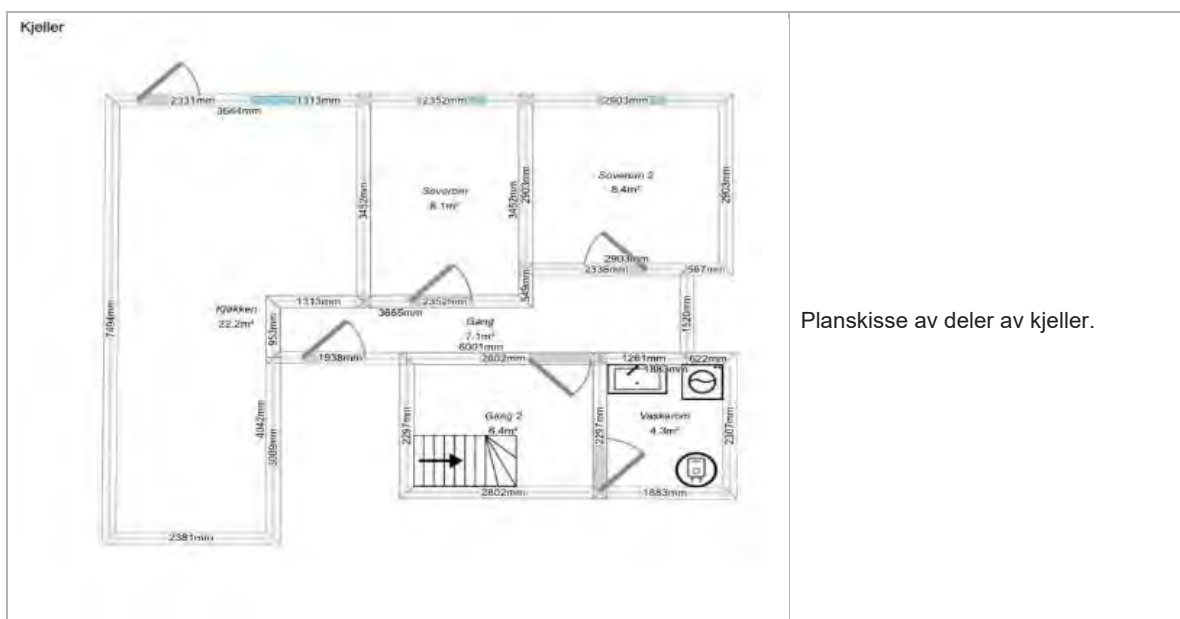 Kjeller
2331mm
1313mm
2352mm
2903mm
3664mm
Soverom
8.1m²
Soverom 2
8.4m²
3452mm
3452mm
2903mm
2903mm
2903mm
2338mm
567mm
549mm
1313mm
2352mm
3665mm
Kjøkken
22.2m²
7494mm
953mm
Gang
7.1m²
6001mm
1520mm
Planskisse av deler av kjeller.
1938mm
2802mm
1261mm
622mm
1883mm
Gang 2
6.4m²
Vaskerom
4.3m²
4042mm
2297mm
2297mm
2307mm
2802mm
1883mm
2381mm